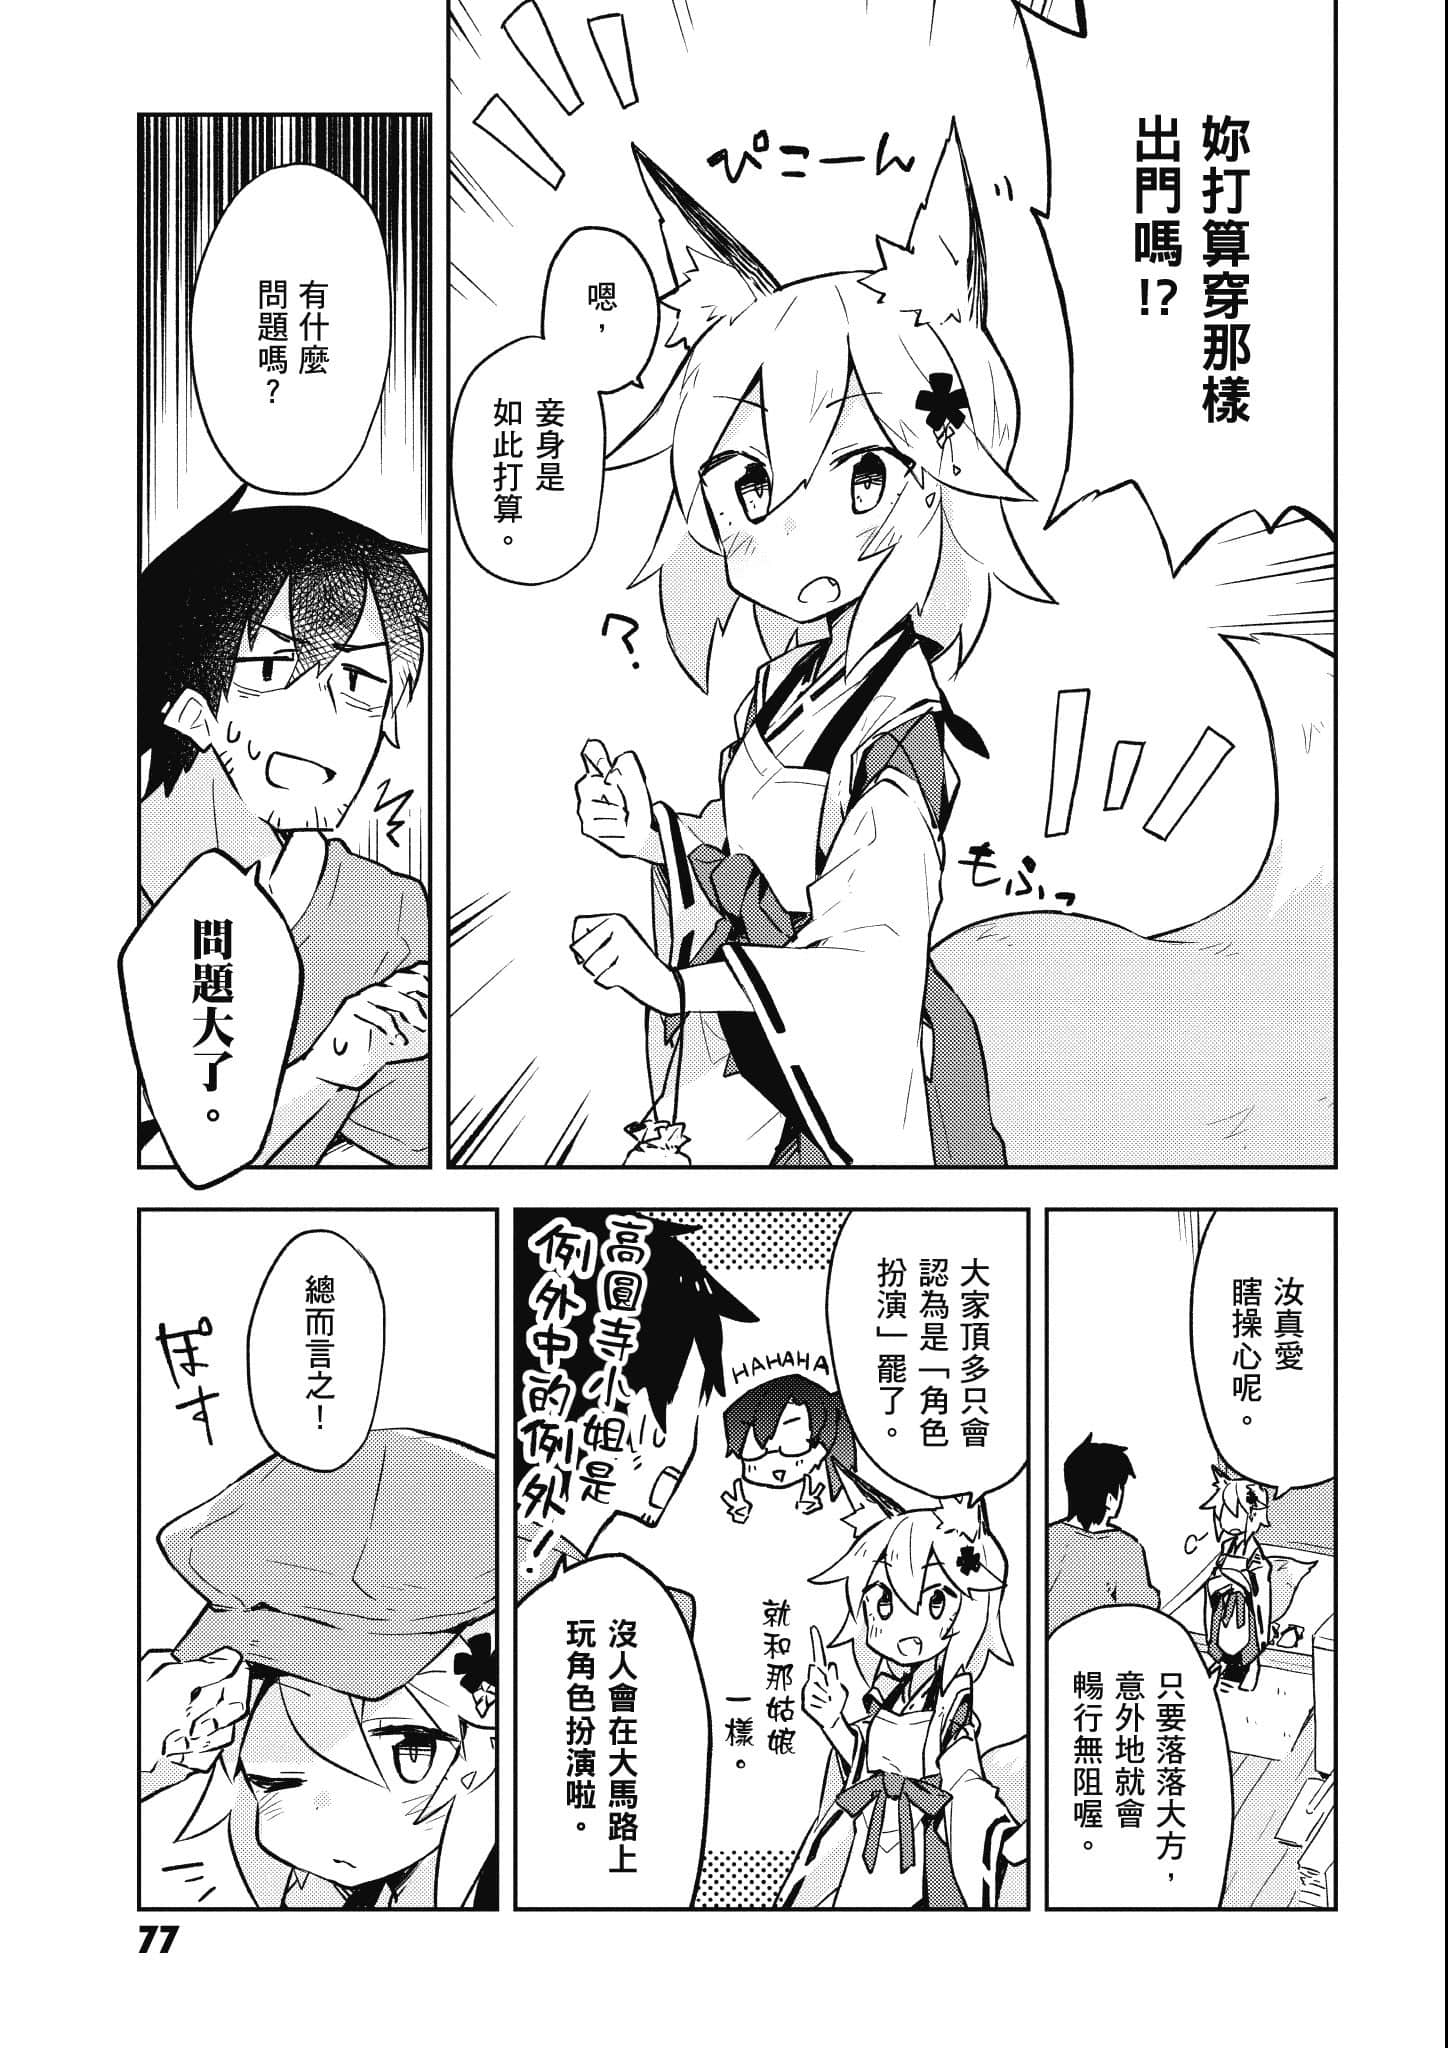 妳打算穿那樣
出門嗎!?
ぴこーん
嗯，
妾身是
如此打算。
?
もふっ
有什麼
問題嗎?
問題大了。
汝真愛
瞎操心呢。
只要落落大方，
意外地就會
暢行無阻喔。
大家頂多只會
認為是「角色
扮演」罷了。
HAHAHA
就和那姑娘
一樣。
高圓寺小姐是
例外中的例外!
沒人會在大馬路上
玩角色扮演啦。
總而言之!
ぽす
77